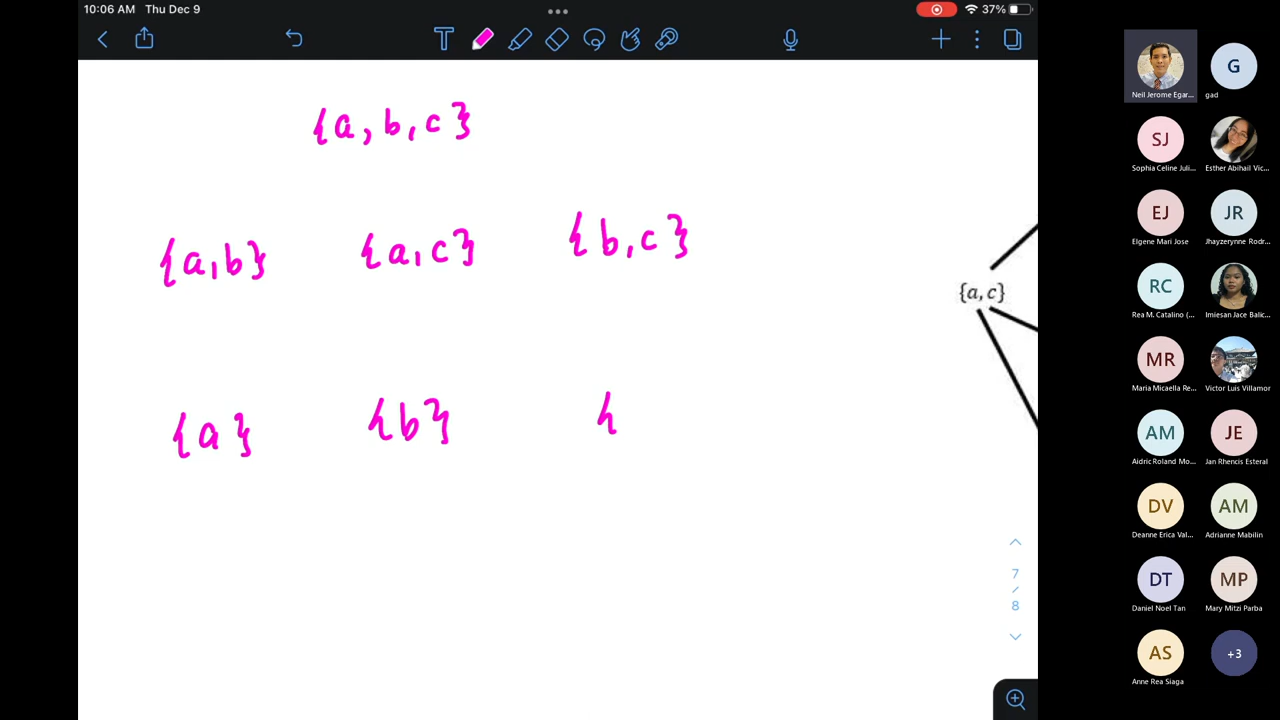 10:06 AM Thu Dec 9
37%
{a, b, c}
{a, b} {a, c} {b, c}
{a, c}
{a} {b} {
7
/
8
Neil Jerome Egar...
G
gad
SJ
Sophia Celine Juli...
Esther Abihail Vic...
EJ
Elgene Mari Jose
JR
Jhayzerynne Rodr...
RC
Rea M. Catalino (...
Imiesan Jace Balic...
MR
Maria Micaella Re...
Victor Luis Villamor
AM
Aidric Roland Mo...
JE
Jan Rhencis Esteral
DV
Deanne Erica Val...
AM
Adrianne Mabilin
DT
Daniel Noel Tan
MP
Mary Mitzi Parba
AS
Anne Rea Siaga
+3